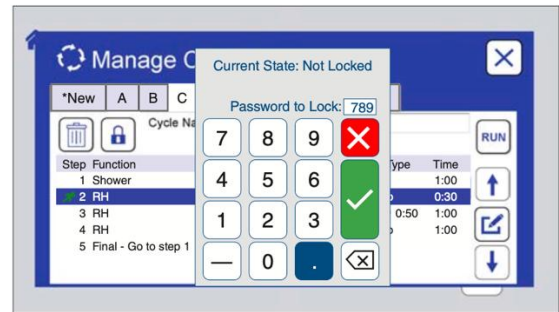 Manage C
Current State: Not Locked
*New A B C
Password to Lock: 789
Cycle Na
RUN
7 8 9
Step Function Type Time
1 Shower 1:00
4 5 6
2 RH 0:30
3 RH 0:50 1:00
1 2 3
4 RH 1:00
5 Final - Go to step 1
— 0 .